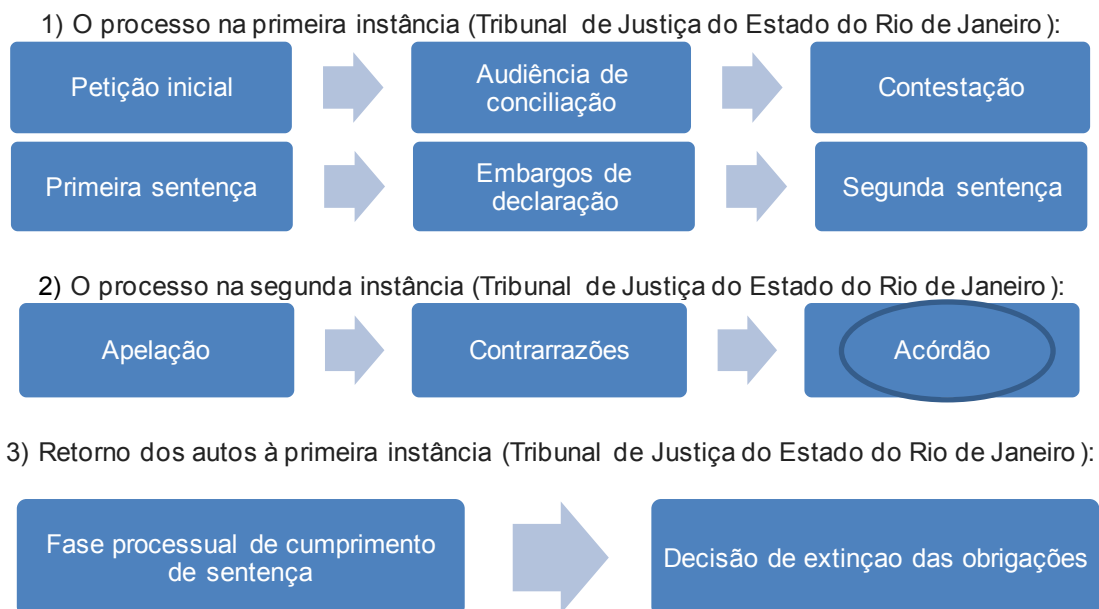 1) O processo na primeira instância (Tribunal de Justiça do Estado do Rio de Janeiro ):
Petição inicial
Audiência de
conciliação
Contestação
Primeira sentença
Embargos de
declaração
Segunda sentença
2) O processo na segunda instância (Tribunal de Justiça do Estado do Rio de Janeiro ):
Apelação
Contrarrazões
Acórdão
3) Retorno dos autos à primeira instância (Tribunal de Justiça do Estado do Rio de Janeiro ):
Fase processual de cumprimento
de sentença
Decisão de extinçao das obrigações